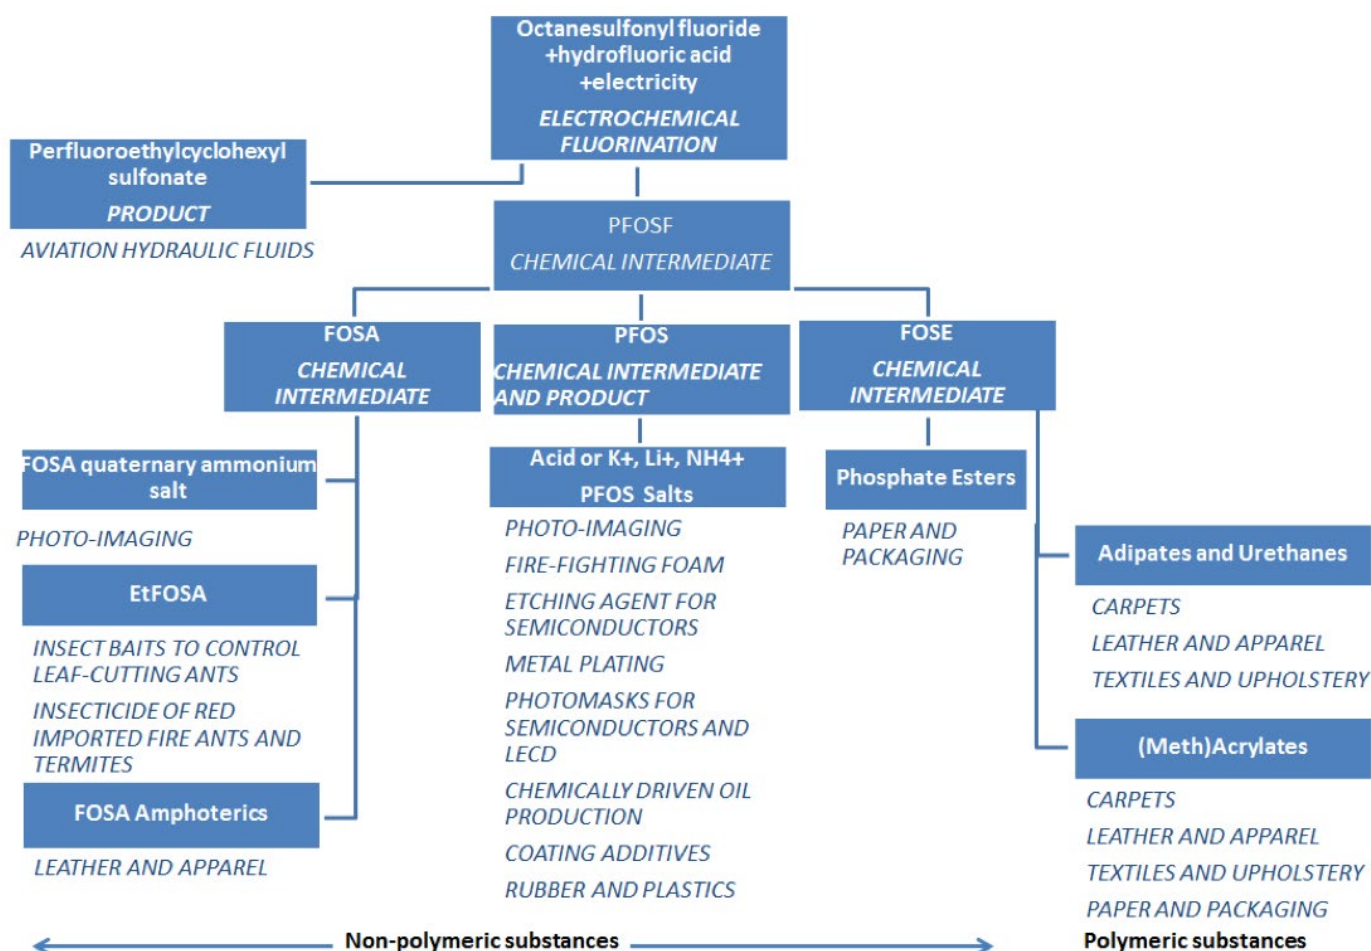 Octanesulfonyl fluoride
+hydrofluoric acid
+electricity
ELECTROCHEMICAL
FLUORINATION
Perfluoroethylcyclohexyl
sulfonate
PRODUCT
AVIATION HYDRAULIC FLUIDS
PFOSF
CHEMICAL INTERMEDIATE
FOSA
CHEMICAL
INTERMEDIATE
PFOS
CHEMICAL INTERMEDIATE
AND PRODUCT
FOSE
CHEMICAL
INTERMEDIATE
FOSA quaternary ammonium
salt
PHOTO-IMAGING
EtFOSA
INSECT BAITS TO CONTROL
LEAF-CUTTING ANTS
INSECTICIDE OF RED
IMPORTED FIRE ANTS AND
TERMITES
FOSA Amphoterics
LEATHER AND APPAREL
Acid or K+, Li+, NH4+
PFOS Salts
PHOTO-IMAGING
FIRE-FIGHTING FOAM
ETCHING AGENT FOR
SEMICONDUCTORS
METAL PLATING
PHOTOMASKS FOR
SEMICONDUCTORS AND
LECD
CHEMICALLY DRIVEN OIL
PRODUCTION
COATING ADDITIVES
RUBBER AND PLASTICS
Phosphate Esters
PAPER AND
PACKAGING
Adipates and Urethanes
CARPETS
LEATHER AND APPAREL
TEXTILES AND UPHOLSTERY
(Meth)Acrylates
CARPETS
LEATHER AND APPAREL
TEXTILES AND UPHOLSTERY
PAPER AND PACKAGING
Non-polymeric substances
Polymeric substances